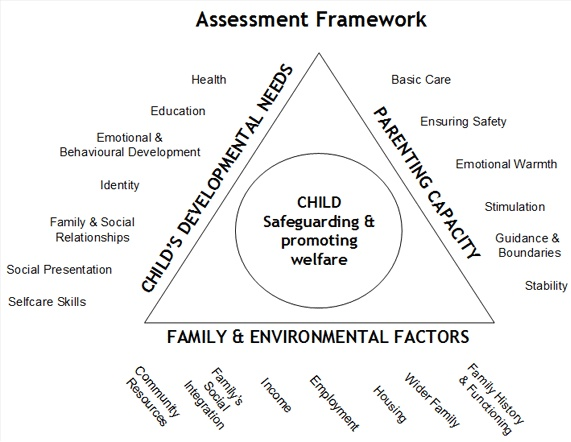 Assessment Framework
Health
Education
Emotional &
Behavioural Development
Identity
Family & Social
Relationships
Social Presentation
Selfcare Skills
CHILD'S DEVELOPMENTAL NEEDS
CHILD
Safeguarding &
promoting
welfare
PARENTING CAPACITY
Basic Care
Ensuring Safety
Emotional Warmth
Stimulation
Guidance &
Boundaries
Stability
FAMILY & ENVIRONMENTAL FACTORS
Community
Resources
Family's
Social
Integration
Income
Employment
Housing
Wider Family
Family History
& Functioning